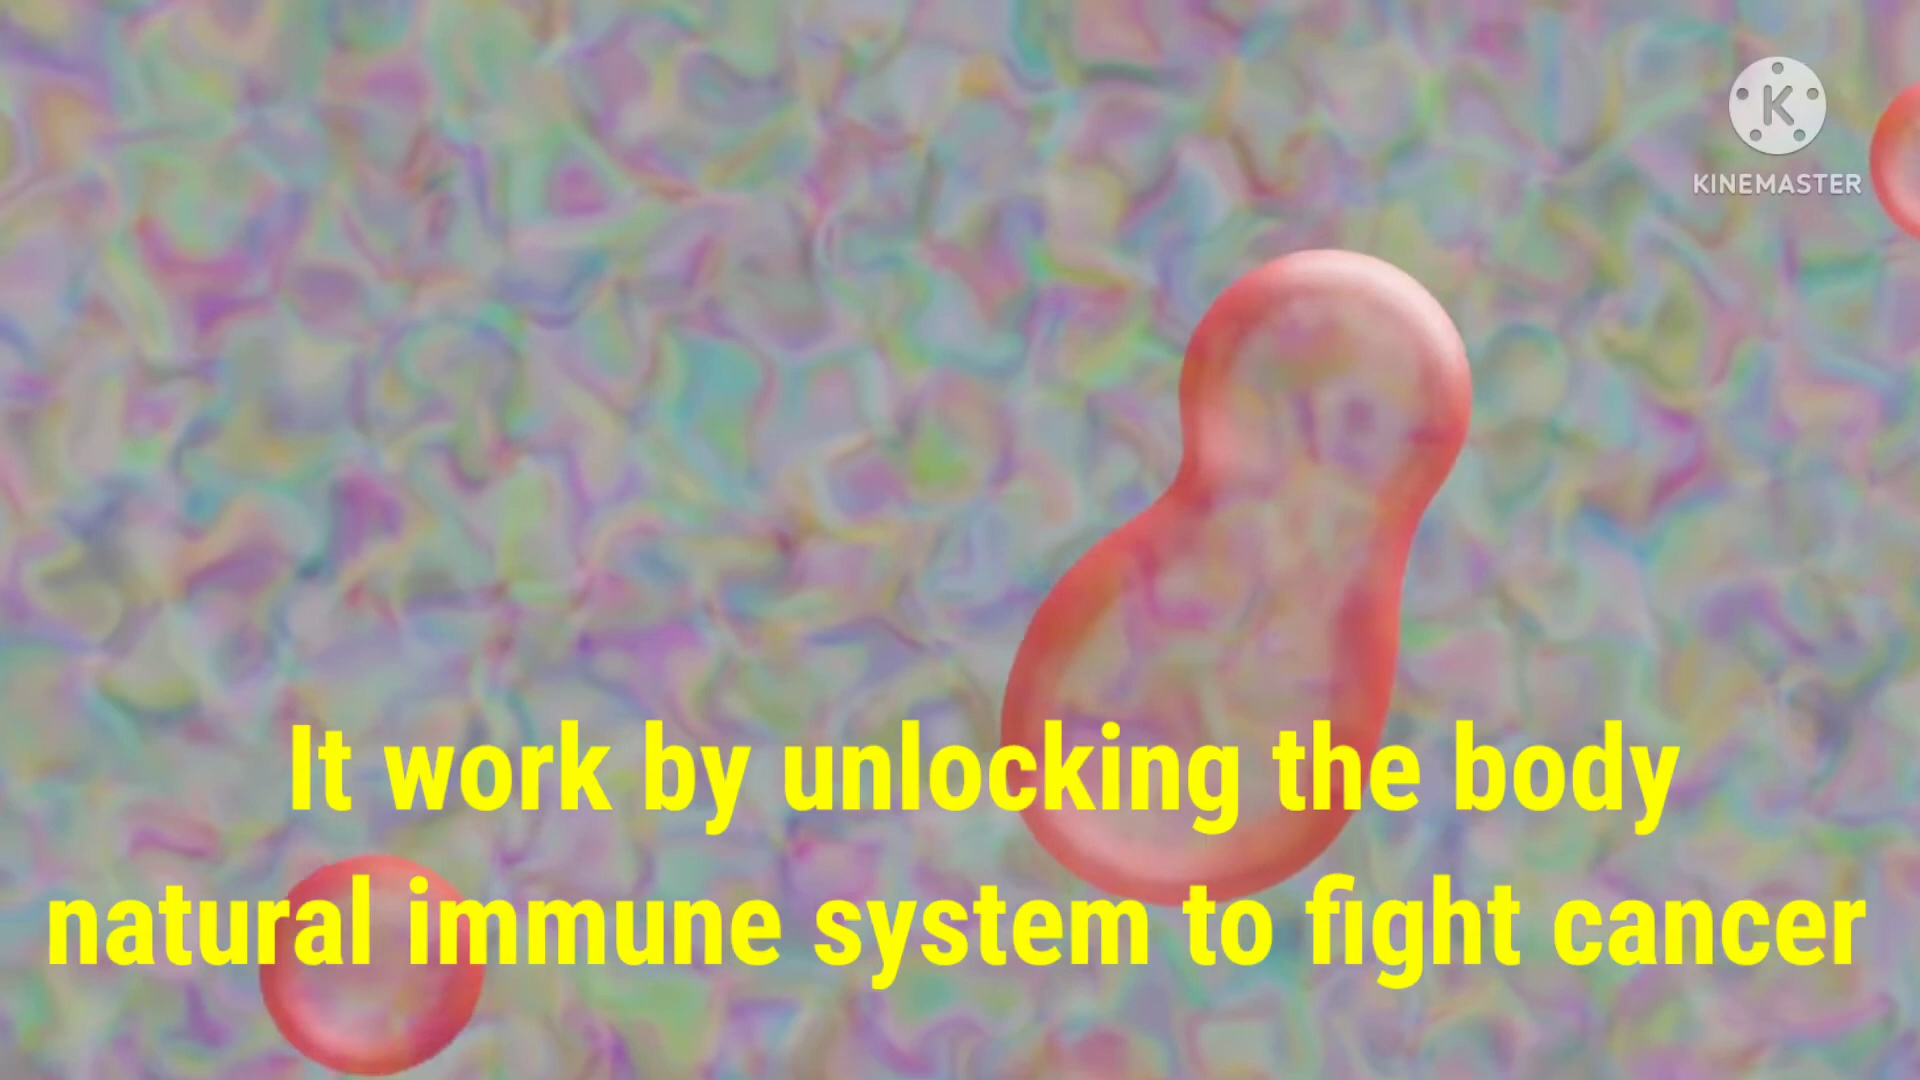 KINEMASTER
It work by unlocking the body
natural immune system to fight cancer